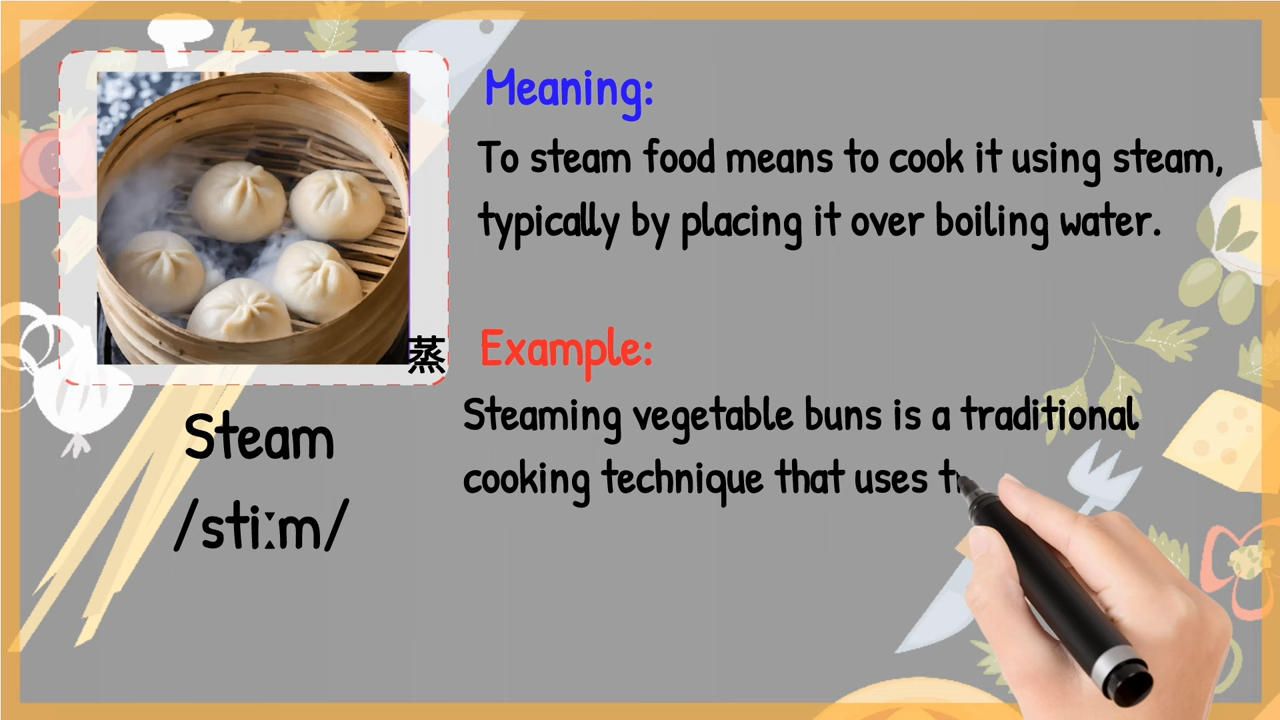 Meaning:
To steam food means to cook it using steam,
typically by placing it over boiling water.
蒸
Example:
Steam
Steaming vegetable buns is a traditional
cooking technique that uses t
/stiːm/